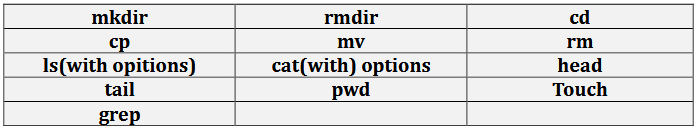 mkdir rmdir cd
cp mv rm
ls(with opitions) cat(with) options head
tail pwd Touch
grep